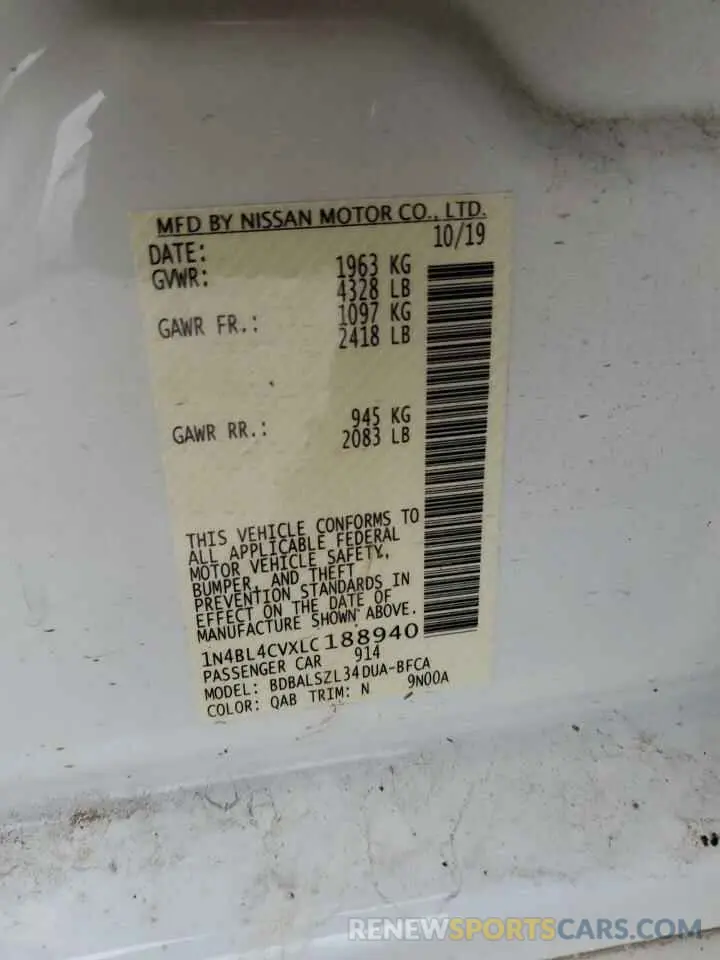 MFD BY NISSAN MOTOR CO., LTD.
DATE: 10/19
GVWR: 1963 KG
4328 LB
GAWR FR.: 1097 KG
2418 LB
GAWR RR.: 945 KG
2083 LB
THIS VEHICLE CONFORMS TO
ALL APPLICABLE FEDERAL
MOTOR VEHICLE SAFETY,
BUMPER, AND THEFT
PREVENTION STANDARDS IN
EFFECT ON THE DATE OF
MANUFACTURE SHOWN ABOVE.
1N4BL4CVXLC188940
PASSENGER CAR 914
MODEL: BDBALSZL34DUA-BFCA
COLOR: QAB TRIM: N 9N00A
RENEWSPORTSCARS.COM